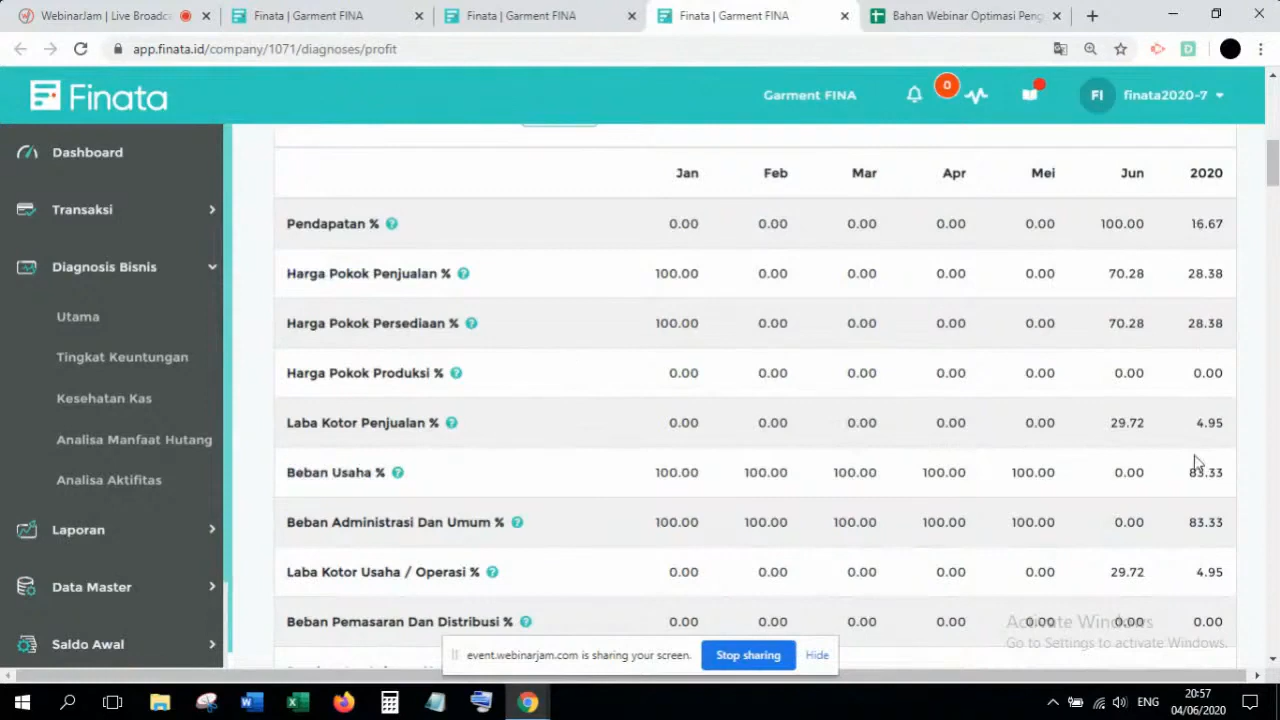 WebinarJam | Live Broadca
Finata | Garment FINA
Finata | Garment FINA
Finata | Garment FINA
Bahan Webinar Optimasi Peng
app.finata.id/company/1071/diagnoses/profit
Finata
Garment FINA
0
FI
finata2020-7
Dashboard
Transaksi
Diagnosis Bisnis
Utama
Tingkat Keuntungan
Kesehatan Kas
Analisa Manfaat Hutang
Analisa Aktifitas
Laporan
Data Master
Saldo Awal
Jan Feb Mar Apr Mei Jun 2020
Pendapatan % 0.00 0.00 0.00 0.00 0.00 100.00 16.67
Harga Pokok Penjualan % 100.00 0.00 0.00 0.00 0.00 70.28 28.38
Harga Pokok Persediaan % 100.00 0.00 0.00 0.00 0.00 70.28 28.38
Harga Pokok Produksi % 0.00 0.00 0.00 0.00 0.00 0.00 0.00
Laba Kotor Penjualan % 0.00 0.00 0.00 0.00 0.00 29.72 4.95
Beban Usaha % 100.00 100.00 100.00 100.00 100.00 0.00 83.33
Beban Administrasi Dan Umum % 100.00 100.00 100.00 100.00 100.00 0.00 83.33
Laba Kotor Usaha / Operasi % 0.00 0.00 0.00 0.00 0.00 29.72 4.95
Beban Pemasaran Dan Distribusi % 0.00 0.00 0.00 0.00 0.00 0.00 0.00
Activate Windows
Go to Settings to activate Windows.
event.webinarjam.com is sharing your screen.
Stop sharing
Hide
ENG
20:57
04/06/2020